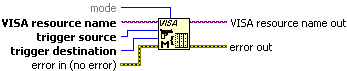 mode
VISA resource name
VISA
VISA resource name out
trigger source
trigger destination
error in (no error)
error out